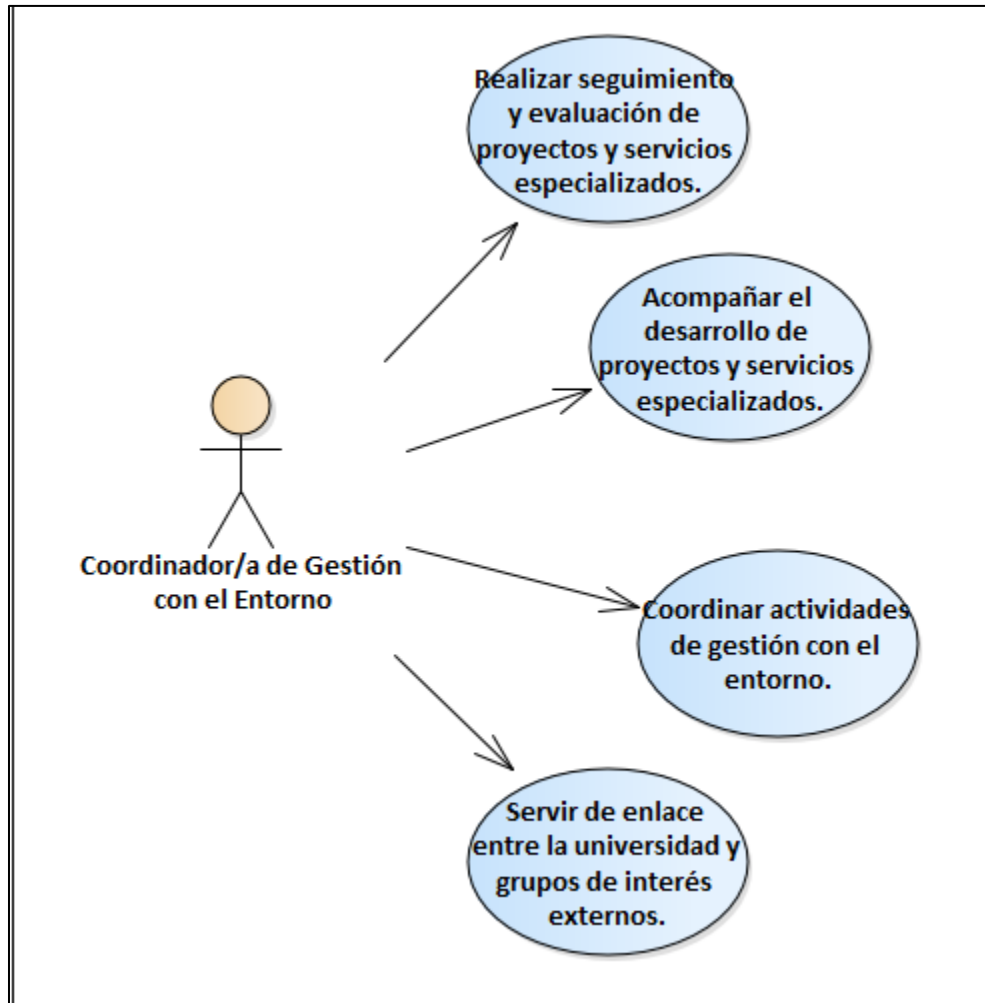 Realizar seguimiento
y evaluación de
proyectos y servicios
especializados.
Acompañar el
desarrollo de
proyectos y servicios
especializados.
Coordinador/a de Gestión
con el Entorno
Coordinar actividades
de gestión con el
entorno.
Servir de enlace
entre la universidad y
grupos de interés
externos.